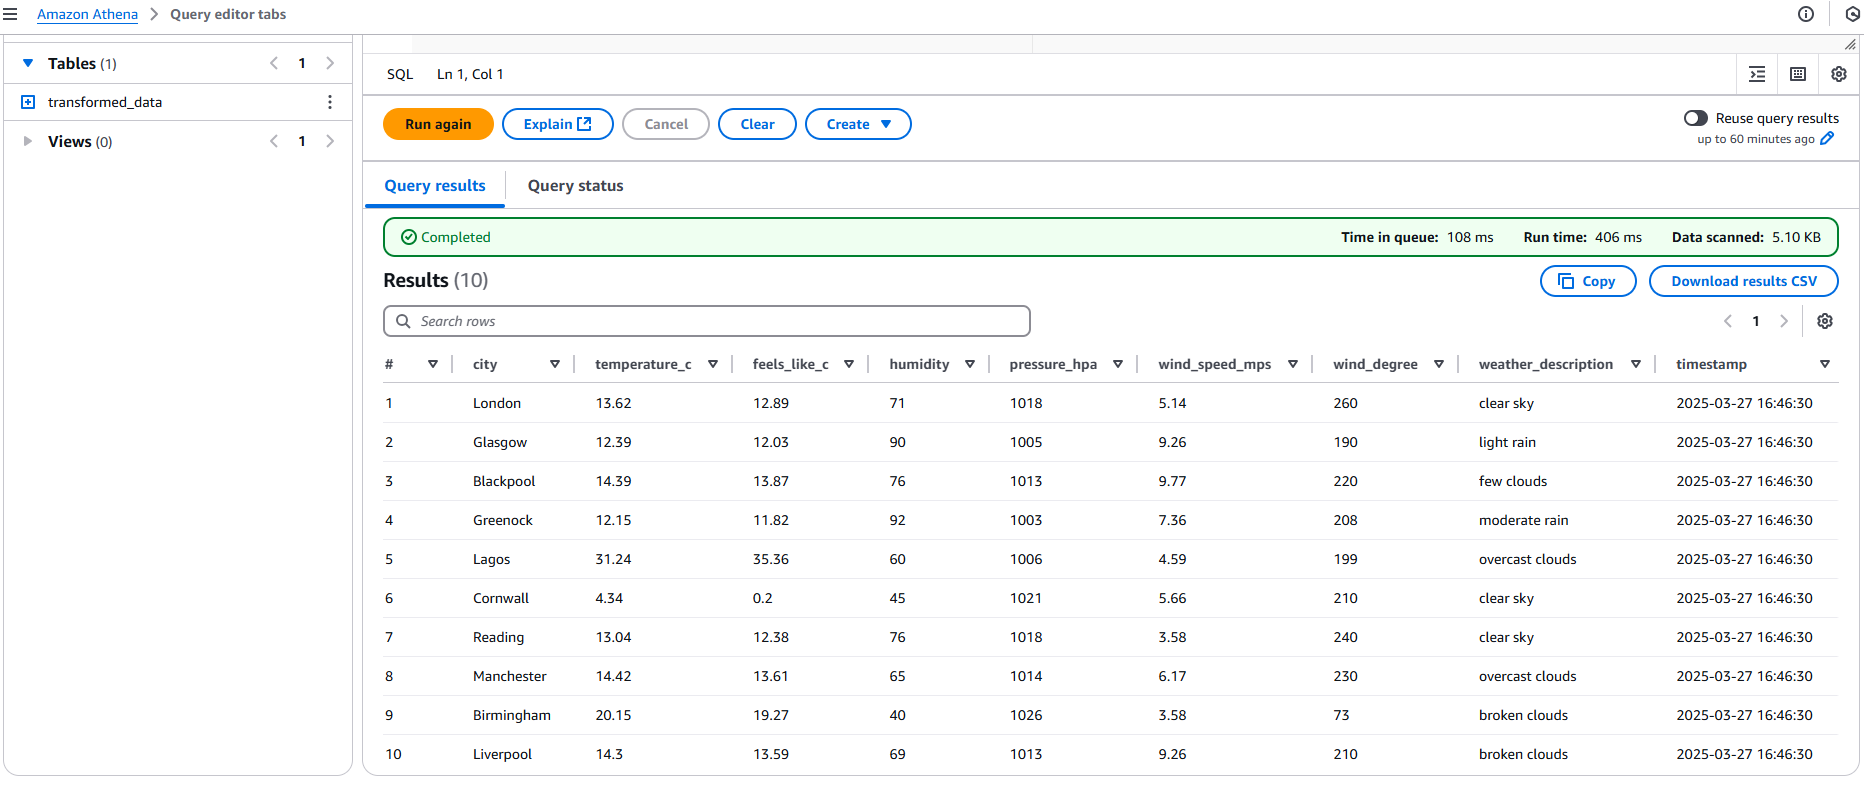 Amazon Athena > Query editor tabs
Tables (1) 1
transformed_data
Views (0) 1
SQL Ln 1, Col 1
Run again Explain Cancel Clear Create
Reuse query results
up to 60 minutes ago
Query results Query status
Completed Time in queue: 108 ms Run time: 406 ms Data scanned: 5.10 KB
Results (10) Copy Download results CSV
Search rows 1
# city temperature_c feels_like_c humidity pressure_hpa wind_speed_mps wind_degree weather_description timestamp
1 London 13.62 12.89 71 1018 5.14 260 clear sky 2025-03-27 16:46:30
2 Glasgow 12.39 12.03 90 1005 9.26 190 light rain 2025-03-27 16:46:30
3 Blackpool 14.39 13.87 76 1013 9.77 220 few clouds 2025-03-27 16:46:30
4 Greenock 12.15 11.82 92 1003 7.36 208 moderate rain 2025-03-27 16:46:30
5 Lagos 31.24 35.36 60 1006 4.59 199 overcast clouds 2025-03-27 16:46:30
6 Cornwall 4.34 0.2 45 1021 5.66 210 clear sky 2025-03-27 16:46:30
7 Reading 13.04 12.38 76 1018 3.58 240 clear sky 2025-03-27 16:46:30
8 Manchester 14.42 13.61 65 1014 6.17 230 overcast clouds 2025-03-27 16:46:30
9 Birmingham 20.15 19.27 40 1026 3.58 73 broken clouds 2025-03-27 16:46:30
10 Liverpool 14.3 13.59 69 1013 9.26 210 broken clouds 2025-03-27 16:46:30